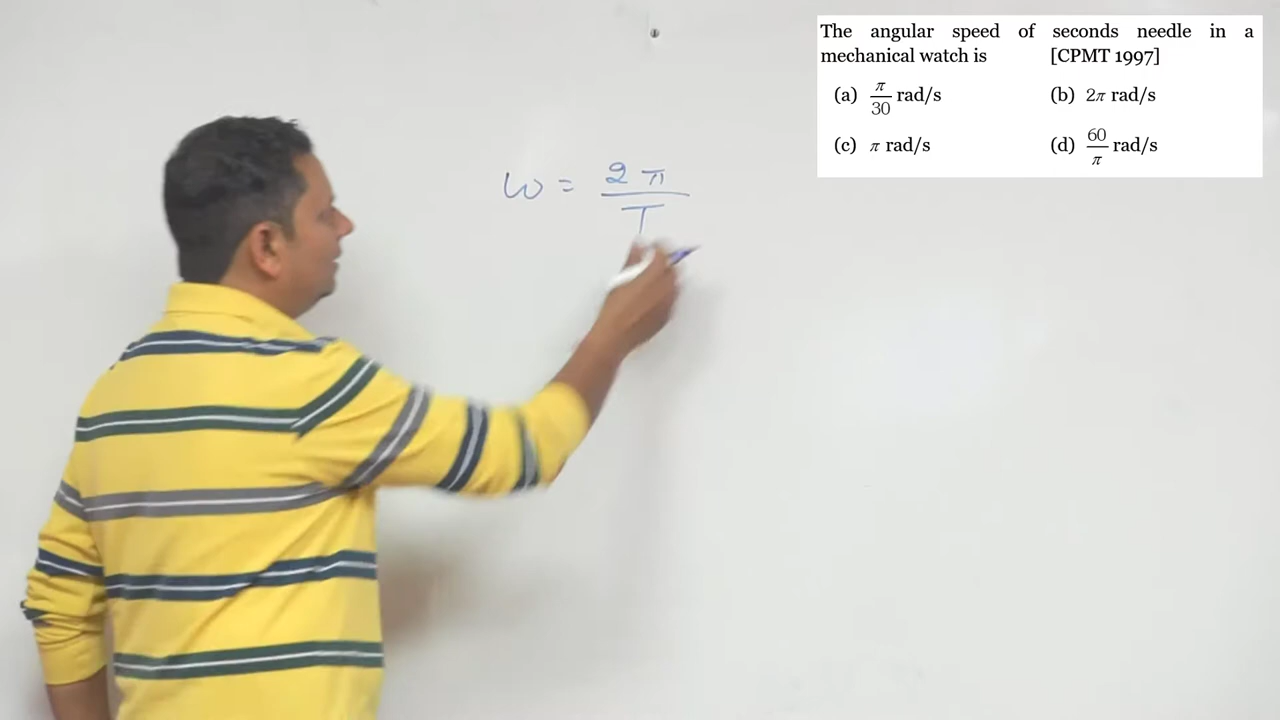 The angular speed of seconds needle in a
mechanical watch is [CPMT 1997]
(a) π/30 rad/s (b) 2π rad/s
(c) π rad/s (d) 60/π rad/s
ω = 2π/T